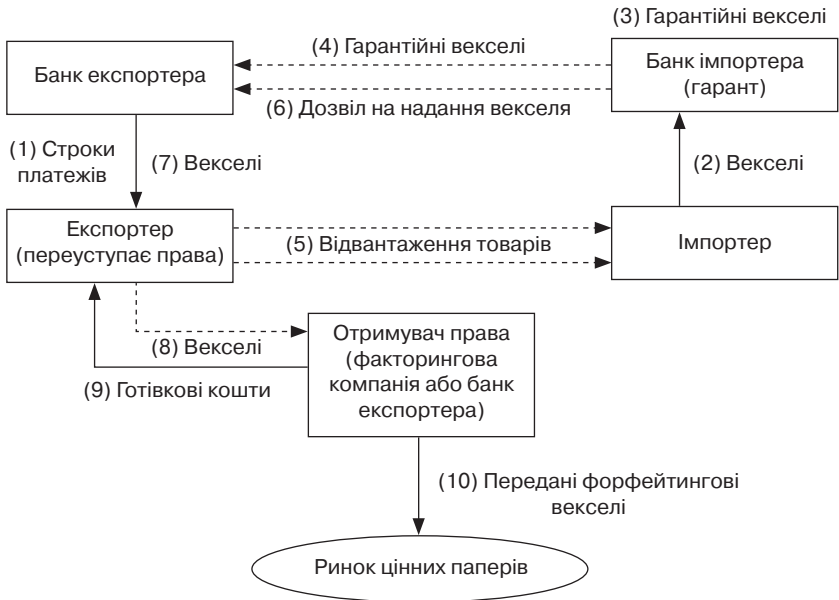 (3) Гарантійні векселі
(4) Гарантійні векселі
Банк експортера
Банк імпортера
(гарант)
(6) Дозвіл на надання векселя
(1) Строки
платежів
(7) Векселі
(2) Векселі
Експортер
(переуступає права)
(5) Відвантаження товарів
Імпортер
(8) Векселі
Отримувач права
(факторингова
компанія або банк
експортера)
(9) Готівкові кошти
(10) Передані форфейтингові
векселі
Ринок цінних паперів